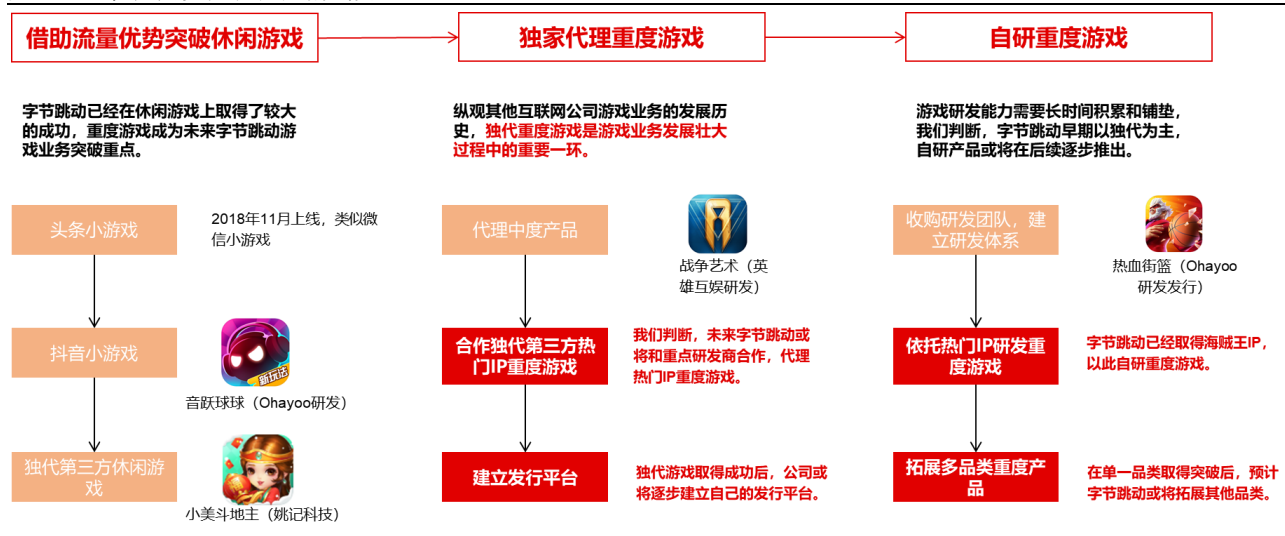 借助流量优势突破休闲游戏
独家代理重度游戏
自研重度游戏
字节跳动已经在休闲游戏上取得了较大
的成功，重度游戏成为未来字节跳动游
戏业务突破重点。
纵观其他互联网公司游戏业务的发展历
史，独代重度游戏是游戏业务发展壮大
过程中的重要一环。
游戏研发能力需要长时间积累和铺垫，
我们判断，字节跳动早期以独代为主，
自研产品或将在后续逐步推出。
头条小游戏
2018年11月上线，类似微
信小游戏
抖音小游戏
新玩法
音跃球球（Ohayoo研发）
独代第三方休闲游
戏
小美斗地主（姚记科技）
代理中度产品
战争艺术（英
雄互娱研发）
合作独代第三方热
门IP重度游戏
我们判断，未来字节跳动或
将和重点研发商合作，代理
热门IP重度游戏。
建立发行平台
独代游戏取得成功后，公司或
将逐步建立自己的发行平台。
收购研发团队，建
立研发体系
热血街篮（Ohayoo
研发发行）
依托热门IP研发重
度游戏
字节跳动已经取得海贼王IP，
以此自研重度游戏。
拓展多品类重度产
品
在单一品类取得突破后，预计
字节跳动或将拓展其他品类。